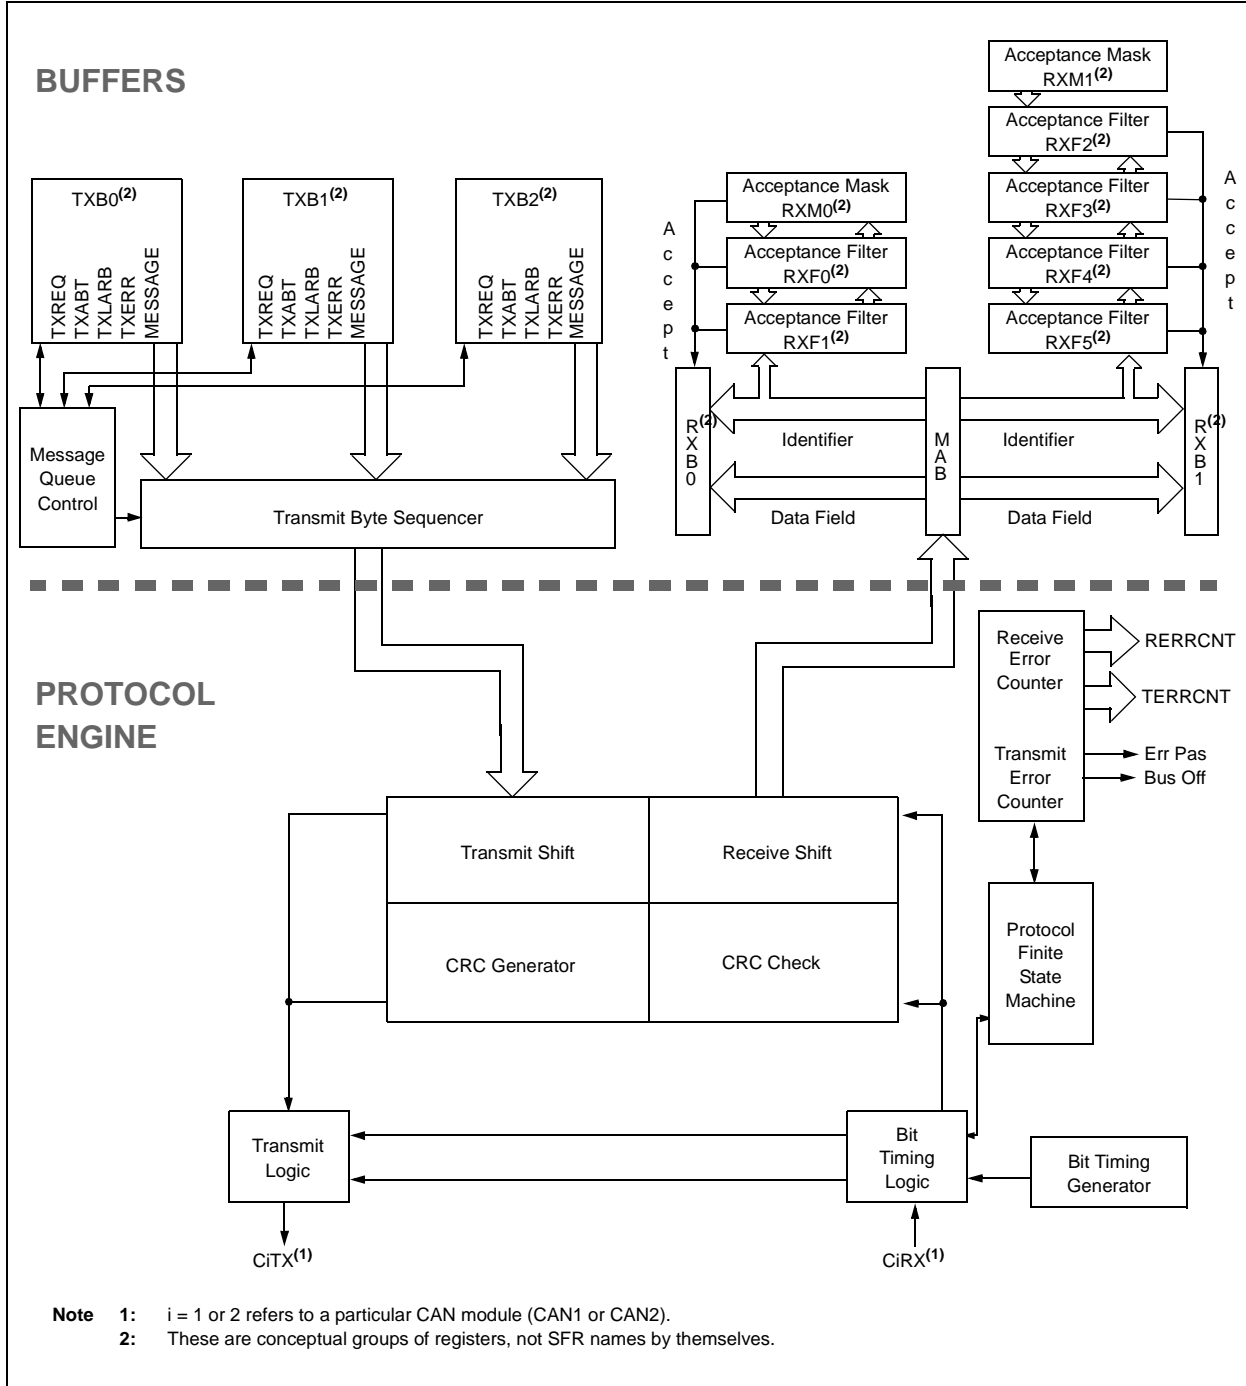 BUFFERS
Acceptance Mask
RXM1(2)
Acceptance Filter
RXF2(2)
Acceptance Filter
RXF3(2)
Acceptance Filter
RXF4(2)
Acceptance Filter
RXF5(2)
Accept
Acceptance Mask
RXM0(2)
Acceptance Filter
RXF0(2)
Acceptance Filter
RXF1(2)
Accept
TXB0(2)
TXREQ
TXABT
TXLARB
TXERR
MESSAGE
TXB1(2)
TXREQ
TXABT
TXLARB
TXERR
MESSAGE
TXB2(2)
TXREQ
TXABT
TXLARB
TXERR
MESSAGE
Message
Queue
Control
Transmit Byte Sequencer
RXB0(2)
Identifier
Data Field
MAB
Identifier
Data Field
RXB1(2)
PROTOCOL
ENGINE
Receive
Error
Counter
Transmit
Error
Counter
RERRCNT
TERRCNT
Err Pas
Bus Off
Transmit Shift
Receive Shift
CRC Generator
CRC Check
Protocol
Finite
State
Machine
Transmit
Logic
Bit
Timing
Logic
Bit Timing
Generator
CiTX(1)
CiRX(1)
Note 1: i = 1 or 2 refers to a particular CAN module (CAN1 or CAN2).
2: These are conceptual groups of registers, not SFR names by themselves.